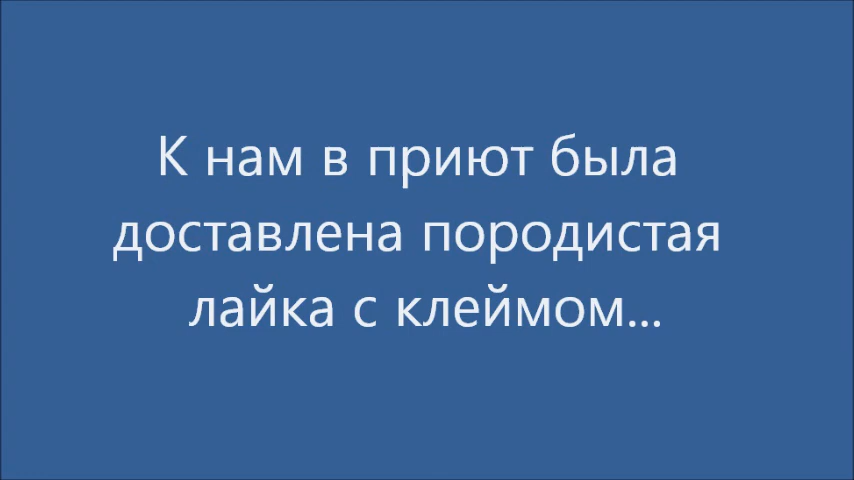 К нам в приют была
доставлена породистая
лайка с клеймом...